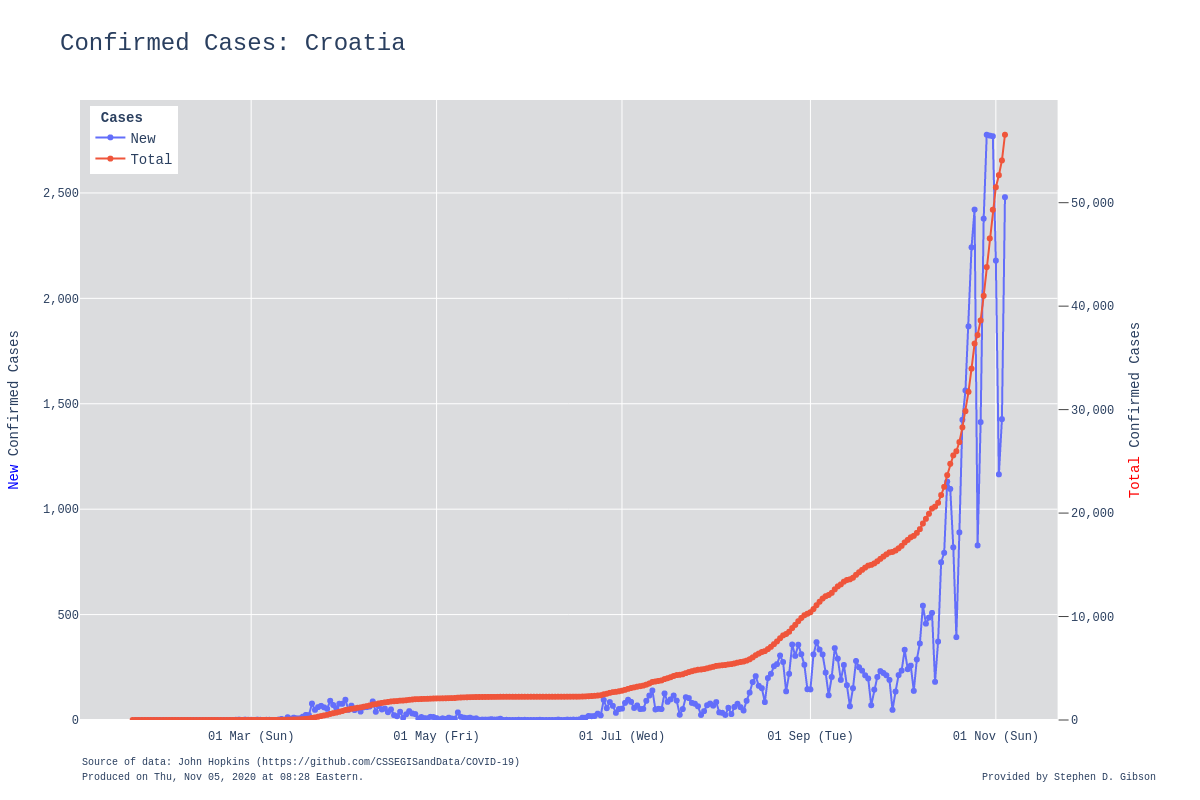 Confirmed Cases: Croatia
Cases
New
Total
2,500
2,000
1,500
1,000
500
0
New Confirmed Cases
50,000
40,000
30,000
20,000
10,000
0
Total Confirmed Cases
01 Mar (Sun) 01 May (Fri) 01 Jul (Wed) 01 Sep (Tue) 01 Nov (Sun)
Source of data: John Hopkins (https://github.com/CSSEGISandData/COVID-19)
Produced on Thu, Nov 05, 2020 at 08:28 Eastern.
Provided by Stephen D. Gibson